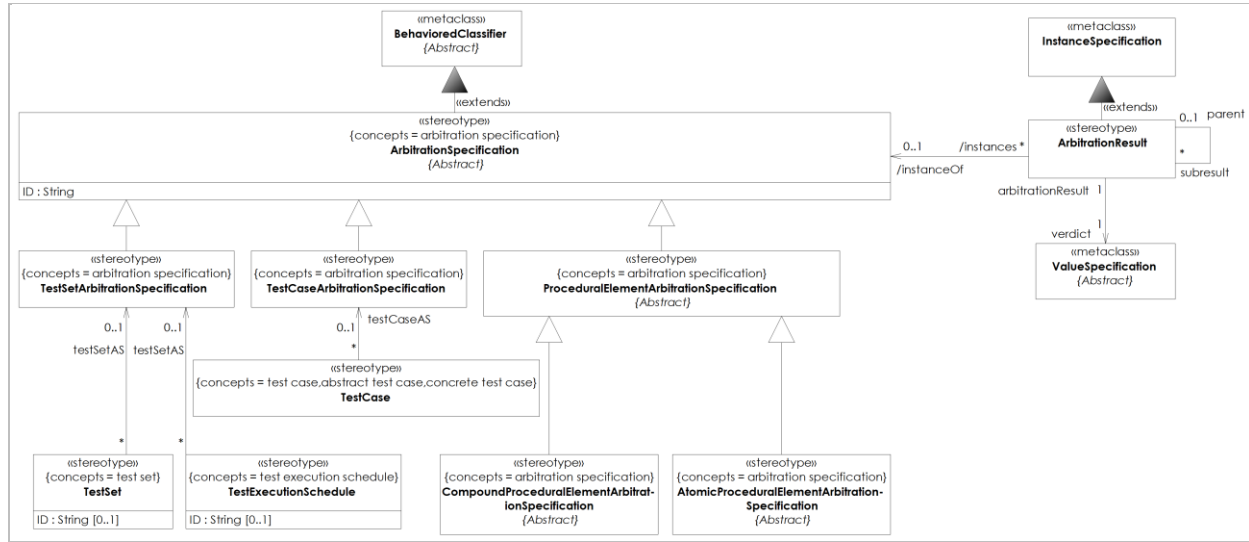 «metaclass»
BehavioredClassifier
{Abstract}
«metaclass»
InstanceSpecification
«extends»
«extends»
«stereotype»
{concepts = arbitration specification}
ArbitrationSpecification
{Abstract}
ID : String
0..1
/instances *
/instanceOf
«stereotype»
ArbitrationResult
0..1
parent
*
subresult
arbitrationResult
1
1
verdict
«metaclass»
ValueSpecification
{Abstract}
«stereotype»
{concepts = arbitration specification}
TestSetArbitrationSpecification
«stereotype»
{concepts = arbitration specification}
TestCaseArbitrationSpecification
«stereotype»
{concepts = arbitration specification}
ProceduralElementArbitrationSpecification
{Abstract}
0..1
testSetAS
0..1
testSetAS
testCaseAS
0..1
*
«stereotype»
{concepts = test case,abstract test case,concrete test case}
TestCase
*
*
«stereotype»
{concepts = test set}
TestSet
ID : String [0..1]
«stereotype»
{concepts = test execution schedule}
TestExecutionSchedule
ID : String [0..1]
«stereotype»
{concepts = arbitration specification}
CompoundProceduralElementArbitrat-
ionSpecification
{Abstract}
«stereotype»
{concepts = arbitration specification}
AtomicProceduralElementArbitration-
Specification
{Abstract}